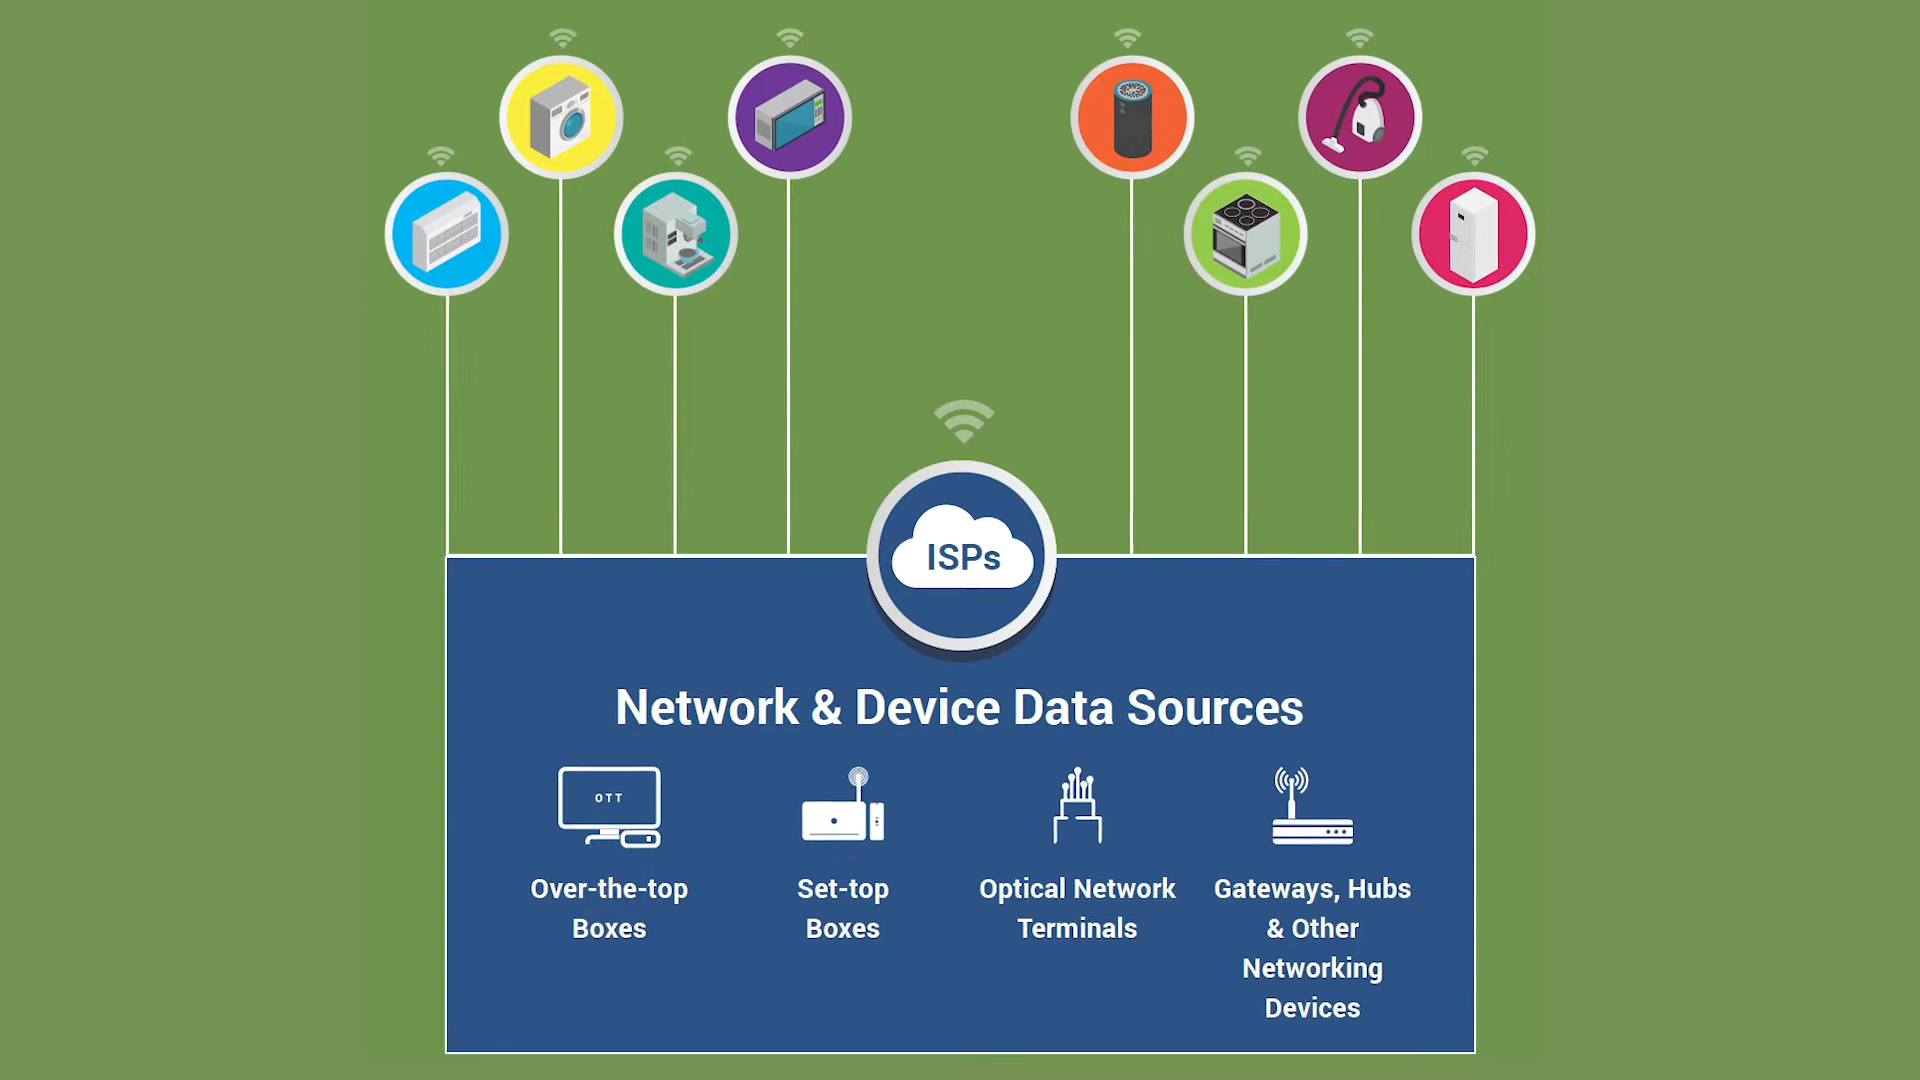 ISPs
Network & Device Data Sources
OTT
Over-the-top
Boxes
Set-top
Boxes
Optical Network
Terminals
Gateways, Hubs
& Other
Networking
Devices